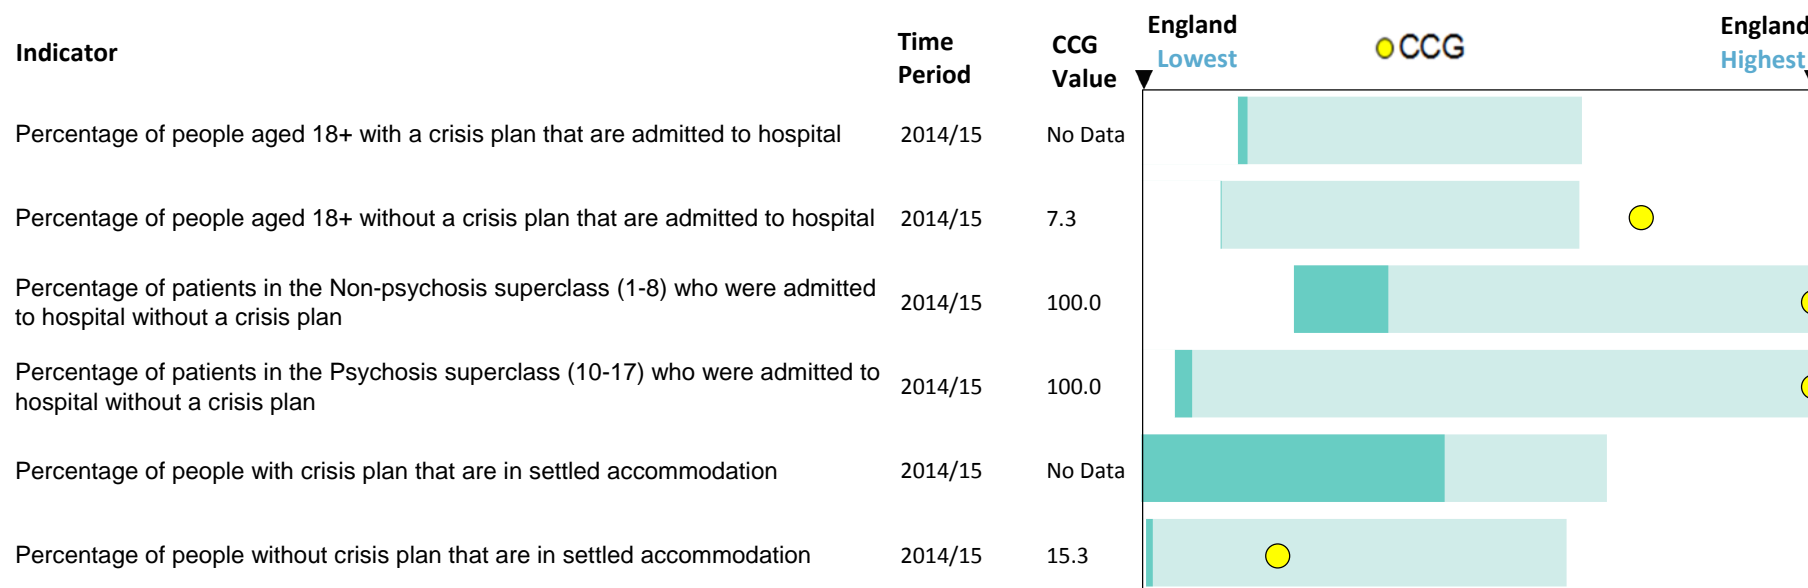 Indicator
Time Period
CCG Value
England Lowest
CCG
England Highest
Percentage of people aged 18+ with a crisis plan that are admitted to hospital 2014/15 No Data
Percentage of people aged 18+ without a crisis plan that are admitted to hospital 2014/15 7.3
Percentage of patients in the Non-psychosis superclass (1-8) who were admitted
to hospital without a crisis plan
2014/15 100.0
Percentage of patients in the Psychosis superclass (10-17) who were admitted to
hospital without a crisis plan
2014/15 100.0
Percentage of people with crisis plan that are in settled accommodation 2014/15 No Data
Percentage of people without crisis plan that are in settled accommodation 2014/15 15.3